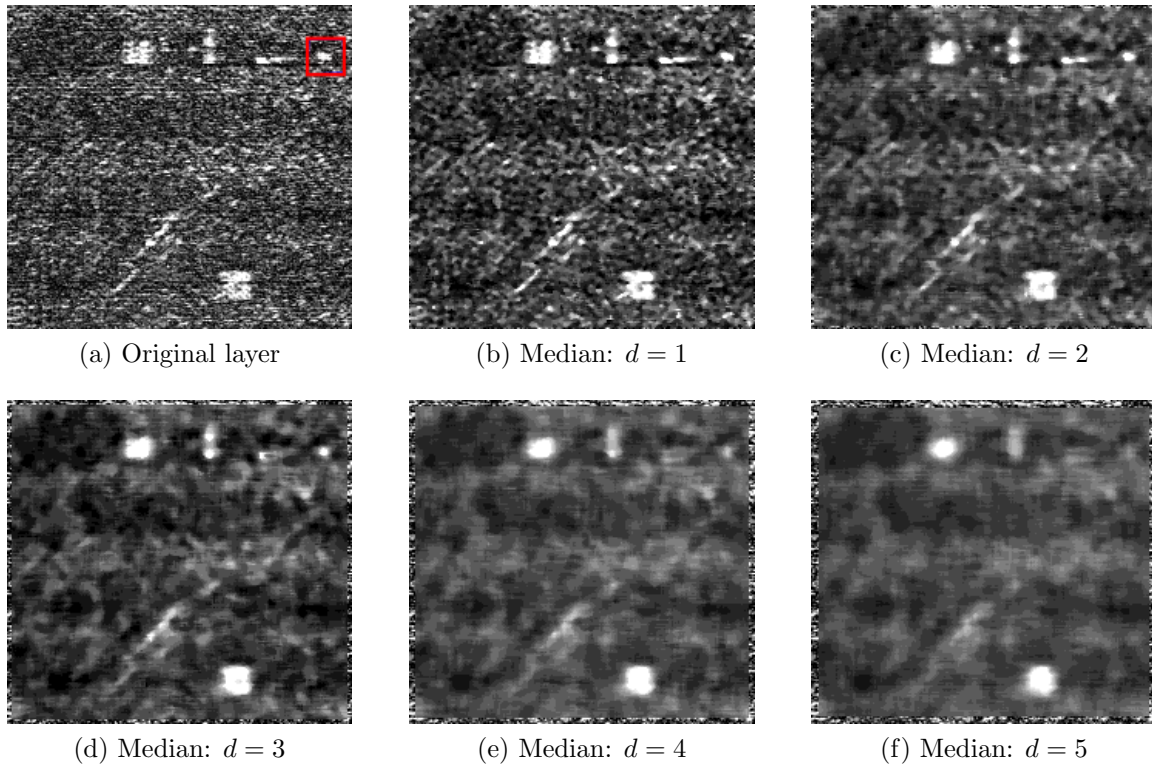 (a) Original layer
(b) Median: d = 1
(c) Median: d = 2
(d) Median: d = 3
(e) Median: d = 4
(f) Median: d = 5